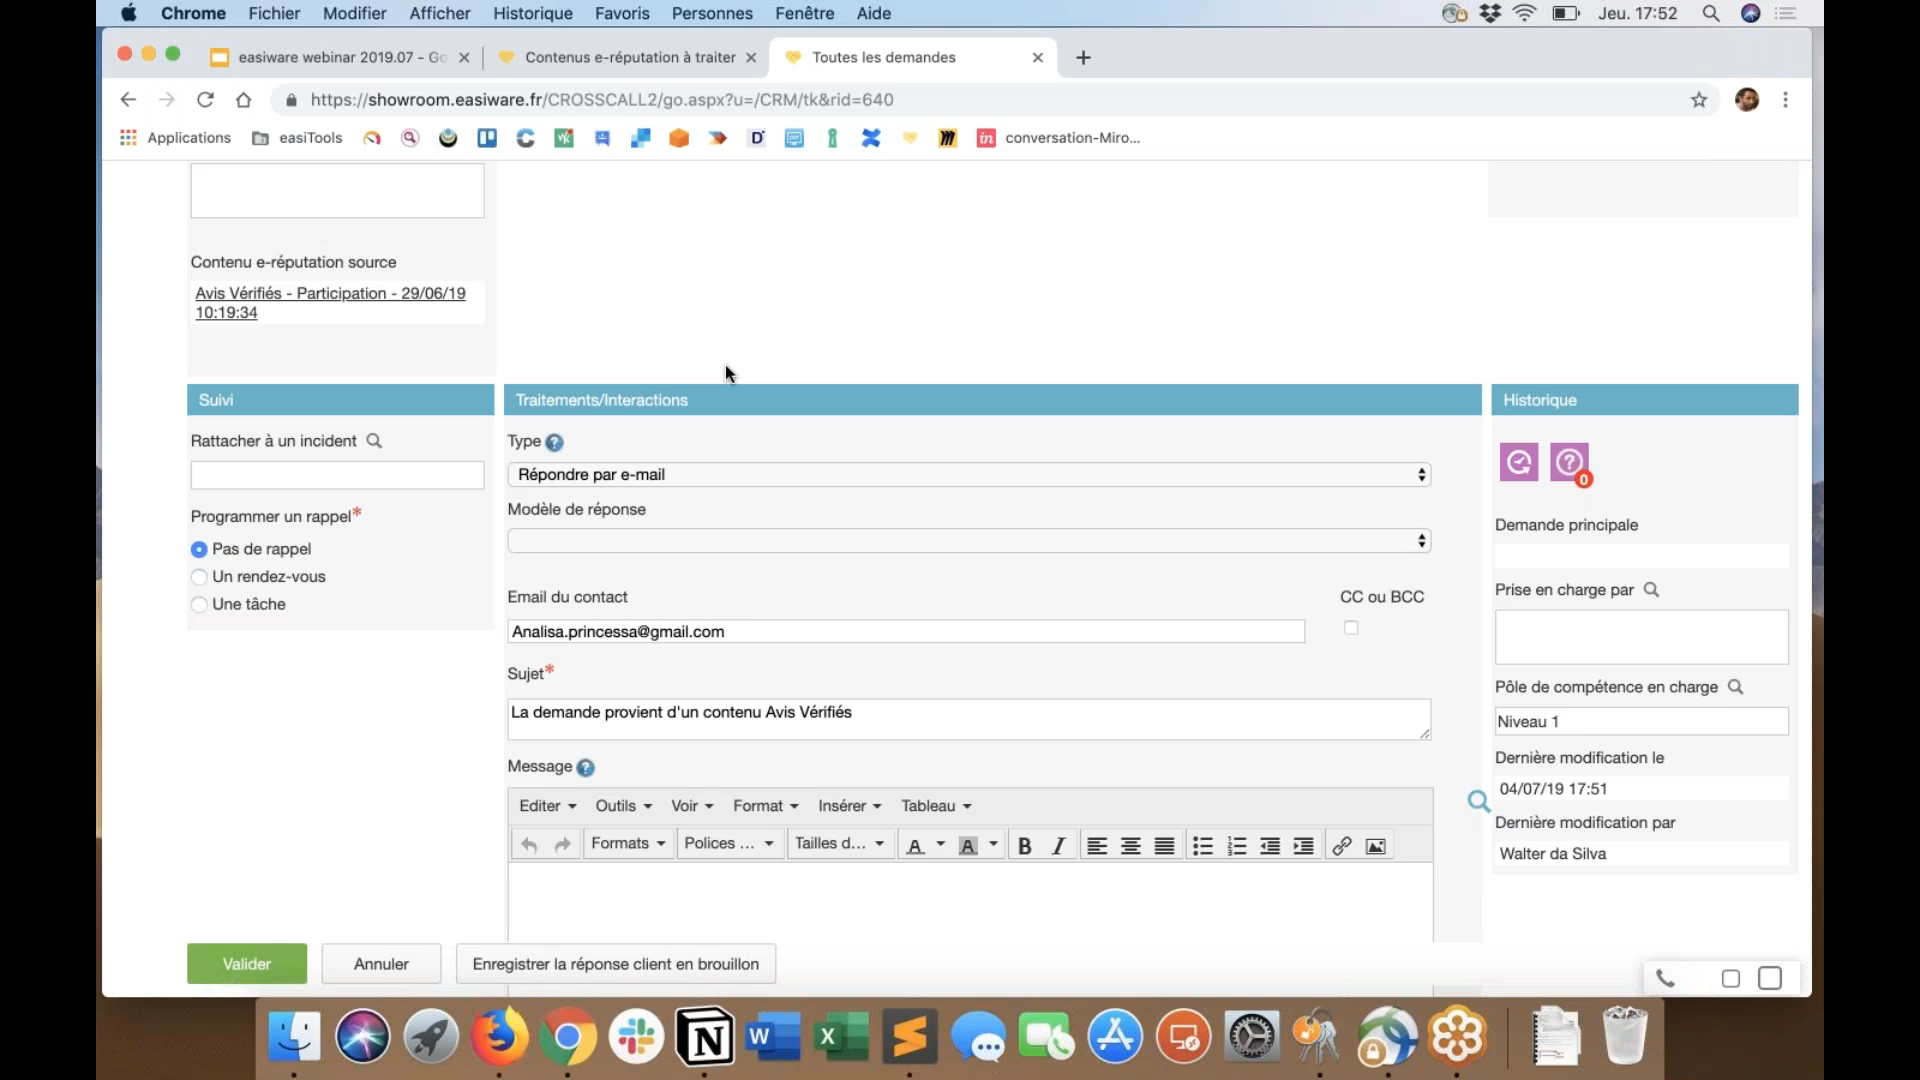 Chrome Fichier Modifier Afficher Historique Favoris Personnes Fenêtre Aide Jeu. 17:52
easiware webinar 2019.07 - Go
Contenus e-réputation à traiter
Toutes les demandes
https://showroom.easiware.fr/CROSSCALL2/go.aspx?u=/CRM/tk&rid=640
Applications easiTools conversation-Miro...
Contenu e-réputation source
Avis Vérifiés - Participation - 29/06/19
10:19:34
Suivi
Rattacher à un incident
Programmer un rappel*
Pas de rappel
Un rendez-vous
Une tâche
Traitements/Interactions
Type
Répondre par e-mail
Modèle de réponse
Email du contact
CC ou BCC
Analisa.princessa@gmail.com
Sujet*
La demande provient d'un contenu Avis Vérifiés
Message
Editer Outils Voir Format Insérer Tableau
Formats Polices ... Tailles d... A A B I
Historique
0
Demande principale
Prise en charge par
Pôle de compétence en charge
Niveau 1
Dernière modification le
04/07/19 17:51
Dernière modification par
Walter da Silva
Valider
Annuler
Enregistrer la réponse client en brouillon